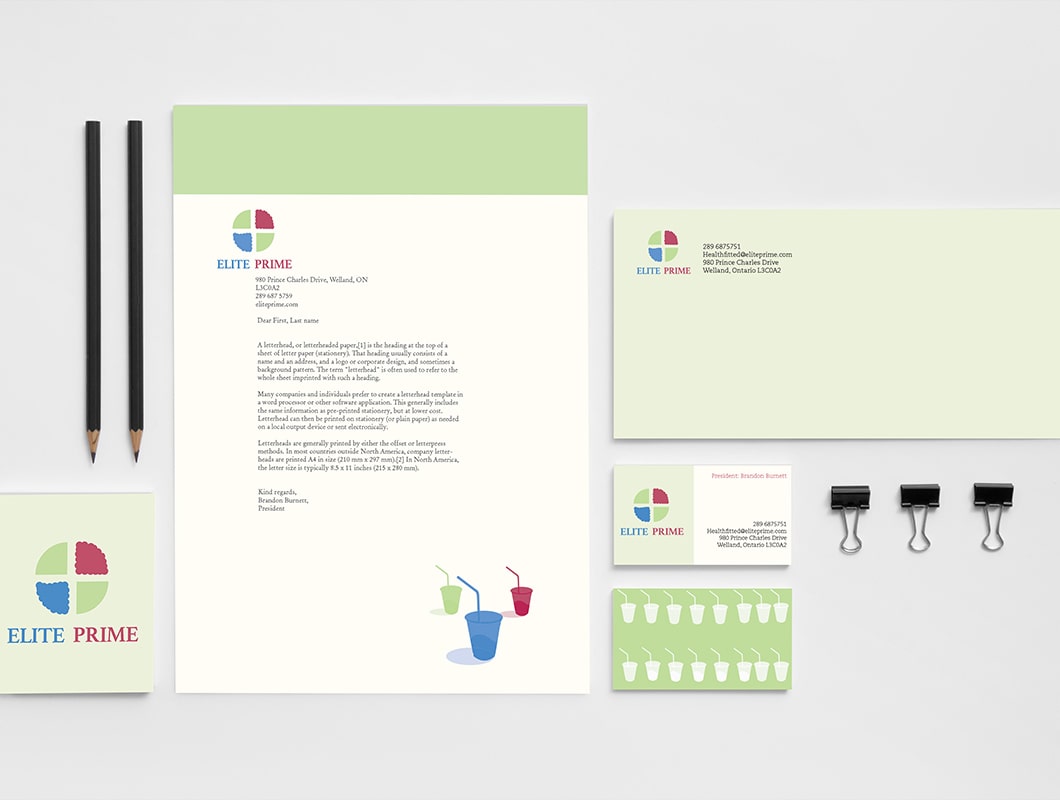 ELITE PRIME
980 Prince Charles Drive, Welland, ON
L3C0A2
289 687 5759
eliteprime.com
Dear First, Last name
A letterhead, or letterheaded paper,[1] is the heading at the top of a
sheet of letter paper (stationery). That heading usually consists of a
name and an address, and a logo or corporate design, and sometimes a
background pattern. The term "letterhead" is often used to refer to the
whole sheet imprinted with such a heading.
Many companies and individuals prefer to create a letterhead template in
a word processor or other software application. This generally includes
the same information as pre-printed stationery, but at lower cost.
Letterhead can then be printed on stationery (or plain paper) as needed
on a local output device or sent electronically.
Letterheads are generally printed by either the offset or letterpress
methods. In most countries outside North America, company letter-
heads are printed A4 in size (210 mm x 297 mm).[2] In North America,
the letter size is typically 8.5 x 11 inches (215 x 280 mm).
Kind regards,
Brandon Burnett,
President
ELITE PRIME
289 6875751
Healthfitted@eliteprime.com
980 Prince Charles Drive
Welland, Ontario L3C0A2
ELITE PRIME
President: Brandon Burnett
289 6875751
Healthfitted@eliteprime.com
980 Prince Charles Drive
Welland, Ontario L3C0A2
ELITE PRIME